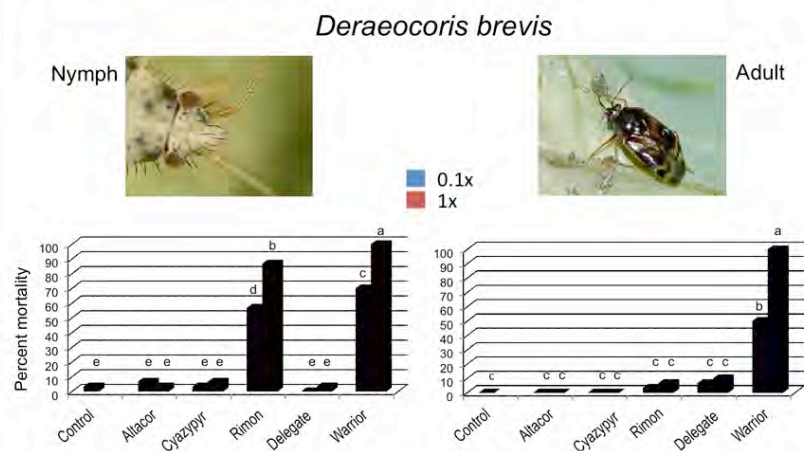 Deraeocoris brevis
Nymph
Adult
0.1x
1x
Percent mortality
100
90
80
70
60
50
40
30
20
10
0
e
e e
e e
d b
e e
c a
Control
Altacor
Cyazypyr
Rimon
Delegate
Warrior
100
90
80
70
60
50
40
30
20
10
0
c
c c
c c
c c
c c
b a
Control
Altacor
Cyazypyr
Rimon
Delegate
Warrior